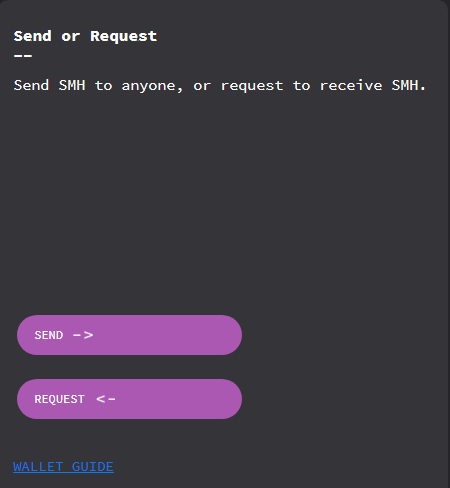 Send or Request
--
Send SMH to anyone, or request to receive SMH.
SEND ->
REQUEST <-
WALLET GUIDE